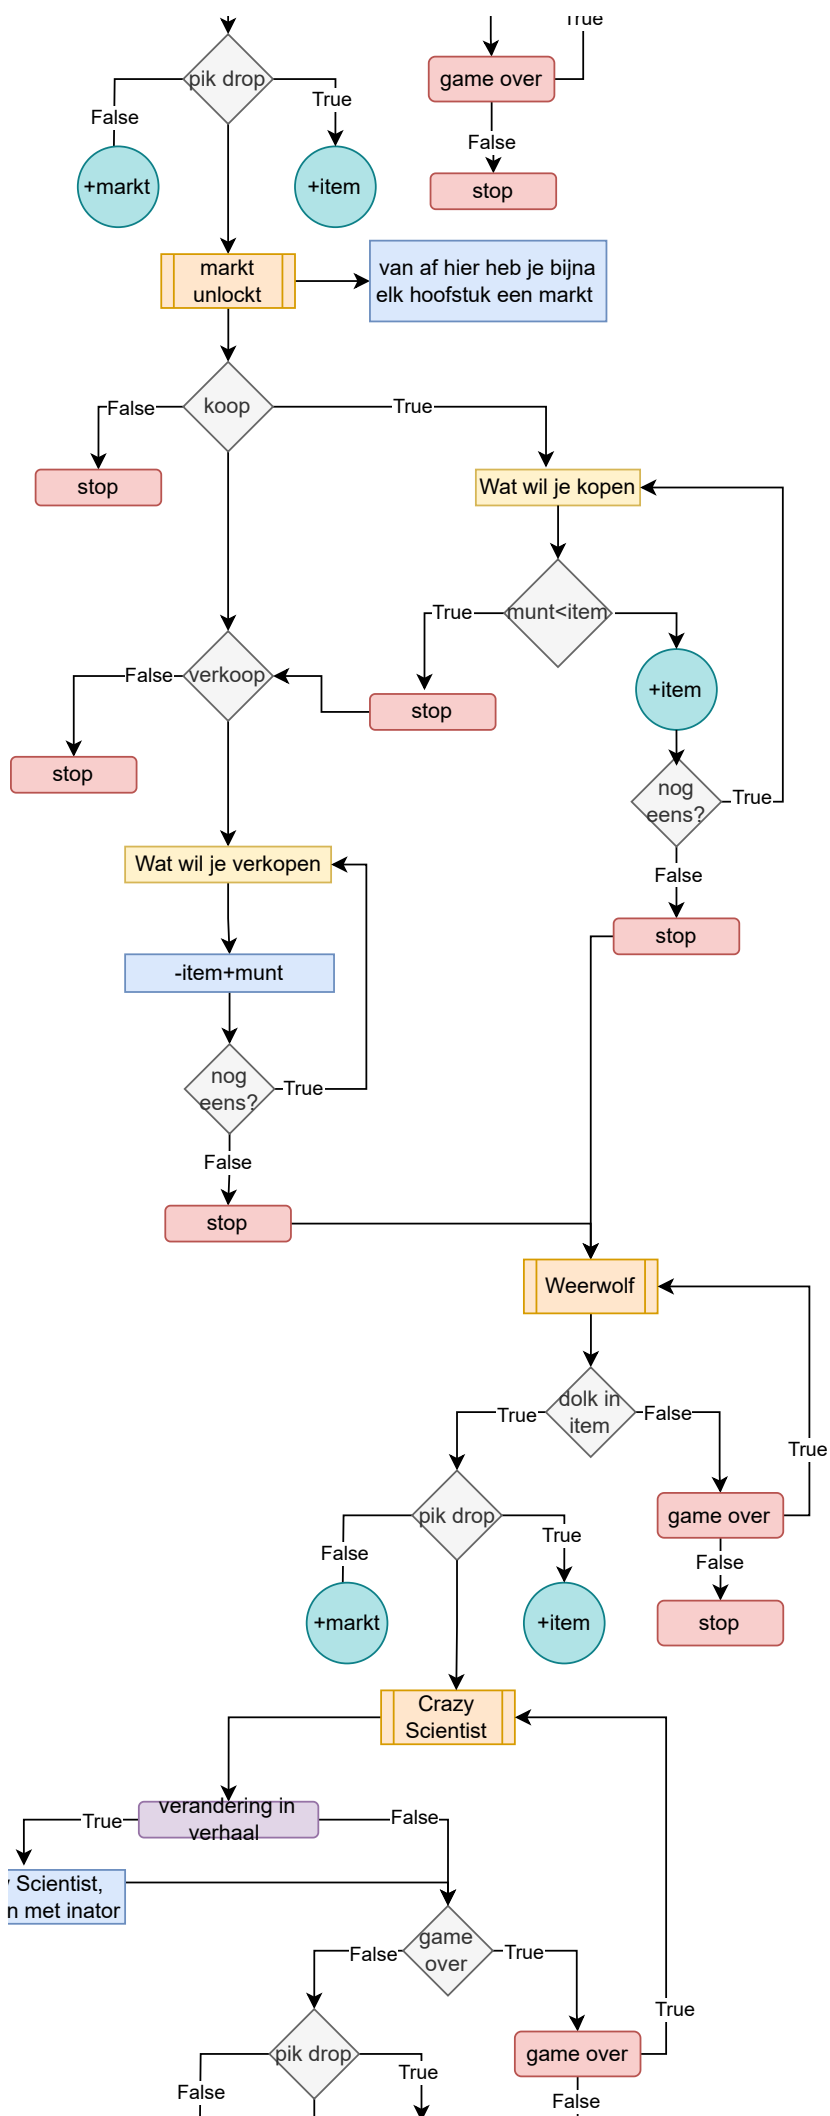 True
pik drop
game over
False
True
False
+markt
+item
stop
markt
unlockt
van af hier heb je bijna
elk hoofstuk een markt
koop
False
True
stop
Wat wil je kopen
munt<item
True
verkoop
False
+item
stop
stop
nog
eens?
True
Wat wil je verkopen
False
stop
-item+munt
nog
eens?
True
False
stop
Weerwolf
dolk in
item
True
False
True
pik drop
game over
False
True
False
+markt
+item
stop
Crazy
Scientist
verandering in
verhaal
True
False
Scientist,
n met inator
game
over
False
True
True
pik drop
game over
False
True
False